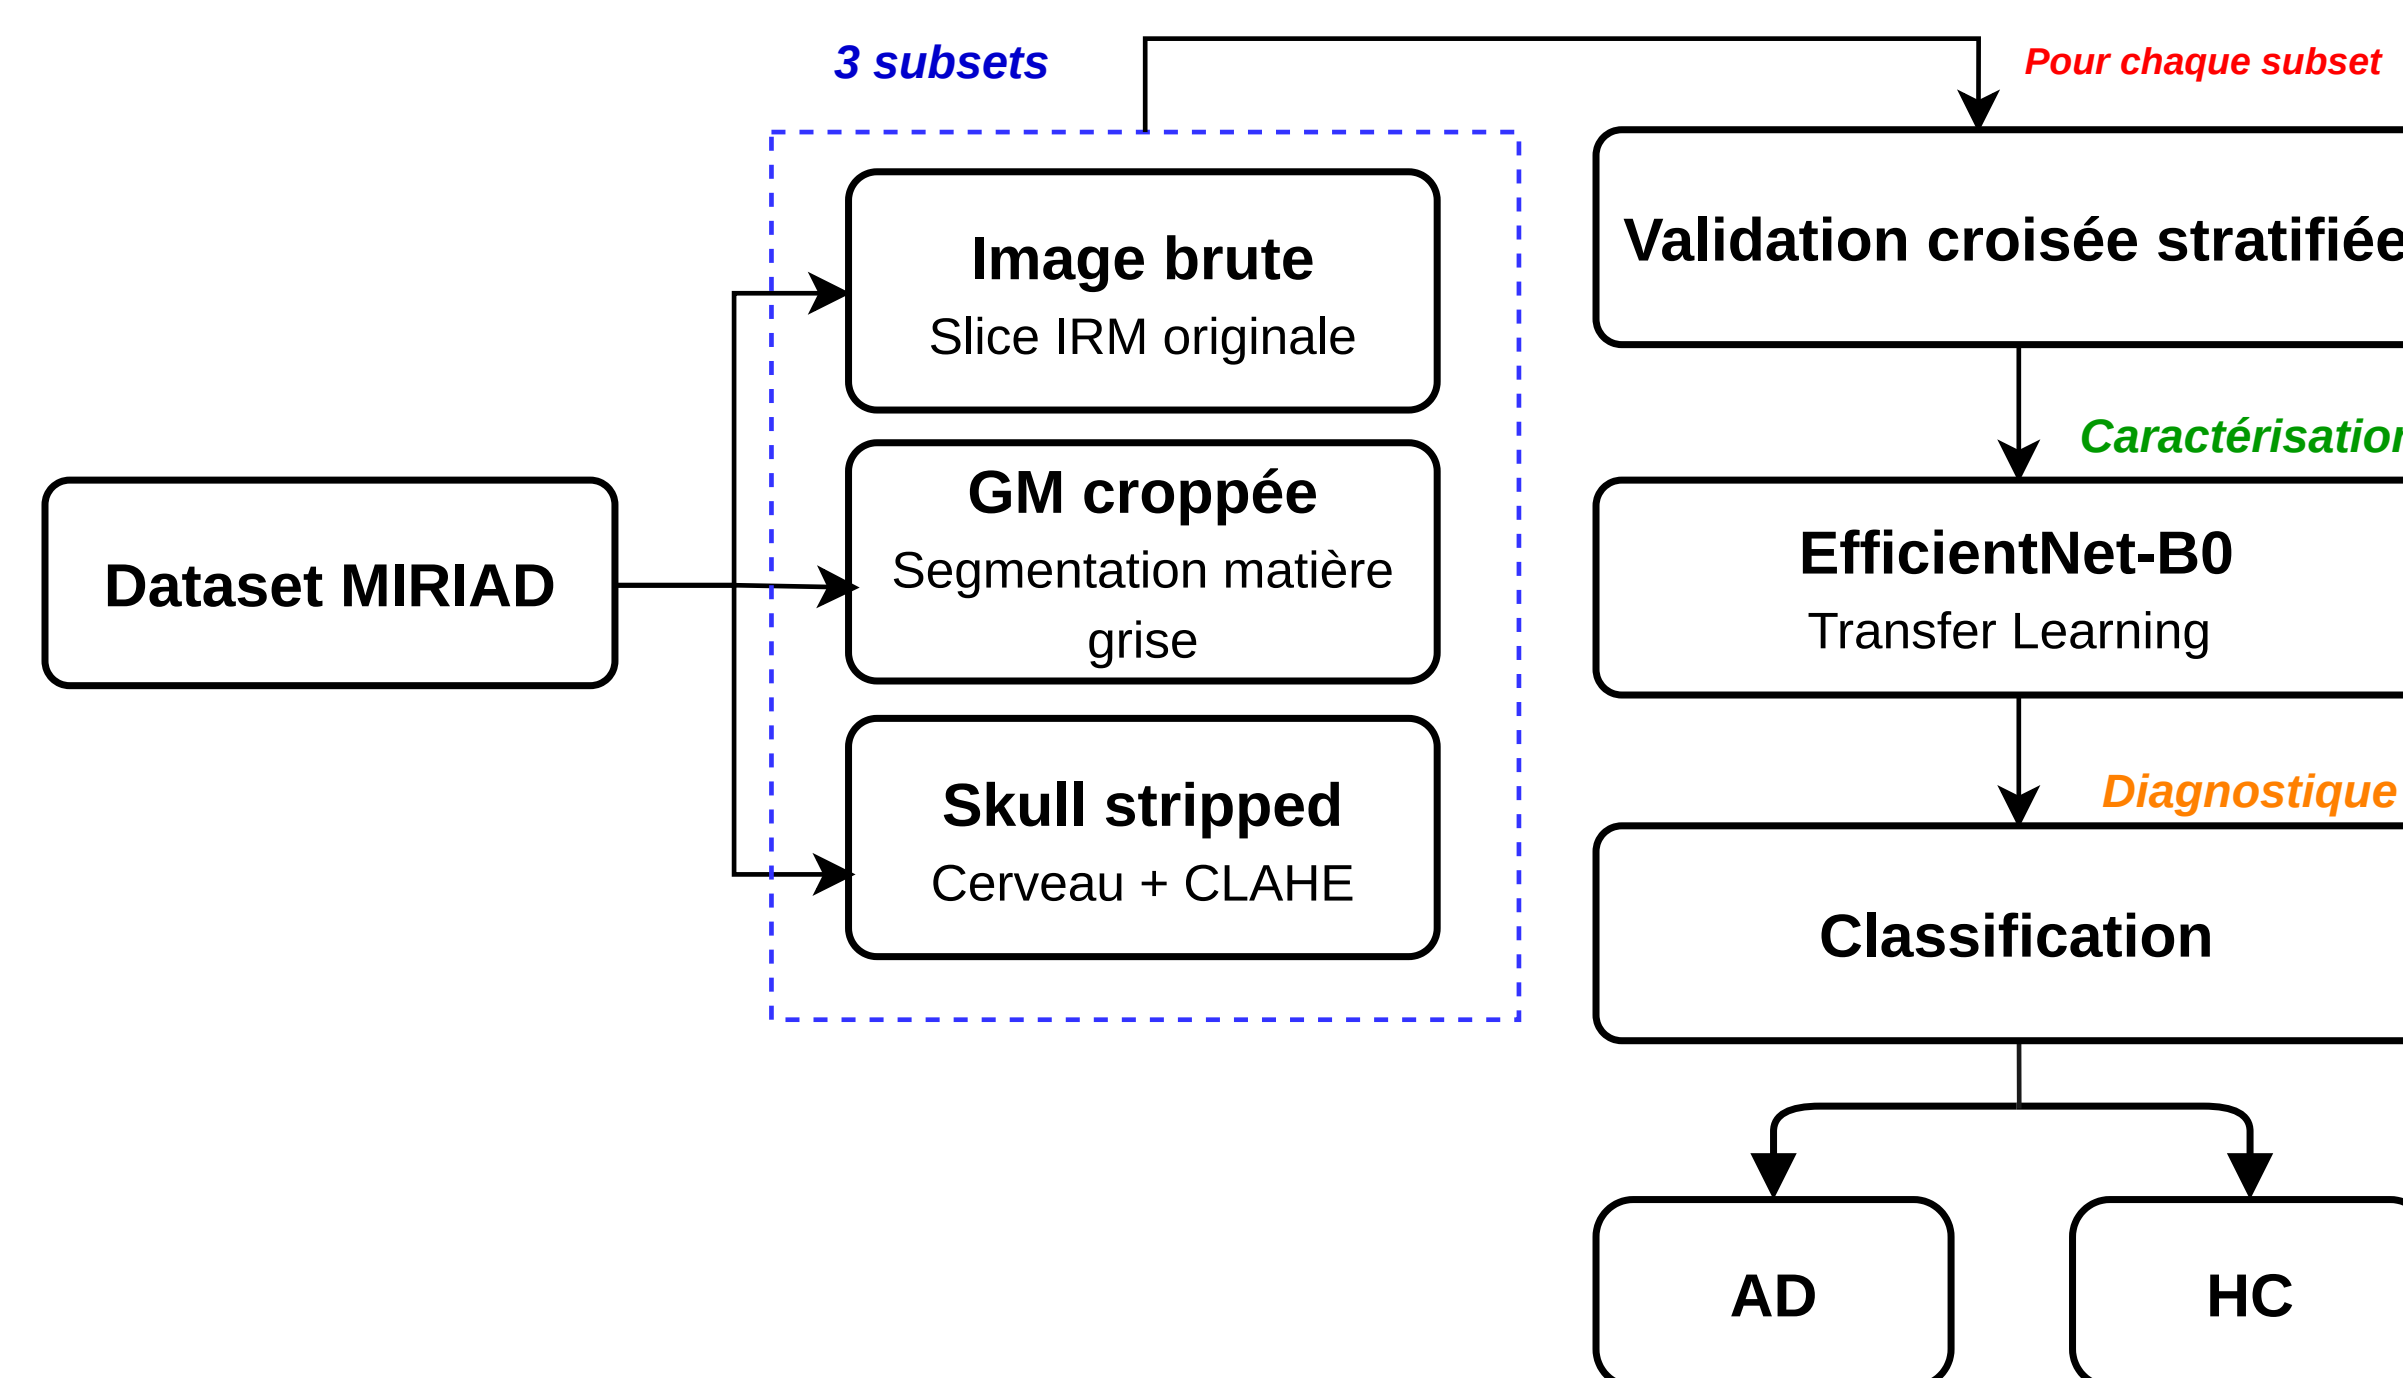 3 subsets
Pour chaque subset
Image brute
Slice IRM originale
GM croppée
Segmentation matière
grise
Skull stripped
Cerveau + CLAHE
Dataset MIRIAD
Validation croisée stratifiée
Caractérisation
EfficientNet-B0
Transfer Learning
Diagnostique
Classification
AD
HC